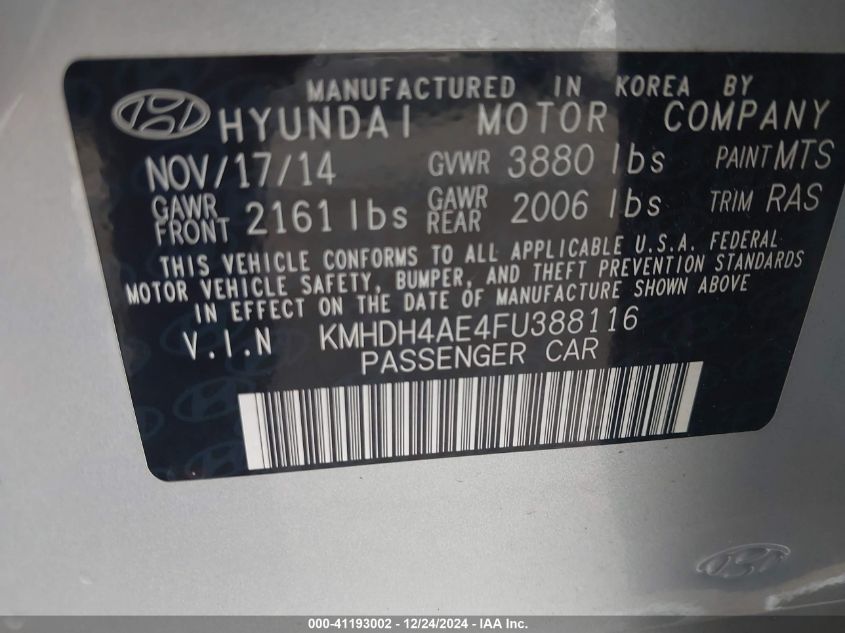 MANUFACTURED IN KOREA BY
HYUNDAI MOTOR COMPANY
NOV/17/14 GVWR 3880 lbs PAINT MTS
GAWR FRONT 2161 lbs GAWR REAR 2006 lbs TRIM RAS
THIS VEHICLE CONFORMS TO ALL APPLICABLE U.S.A. FEDERAL
MOTOR VEHICLE SAFETY, BUMPER, AND THEFT PREVENTION STANDARDS
IN EFFECT ON THE DATE OF MANUFACTURE SHOWN ABOVE
V.I.N KMHDH4AE4FU388116
PASSENGER CAR
000-41193002 - 12/24/2024 - IAA Inc.